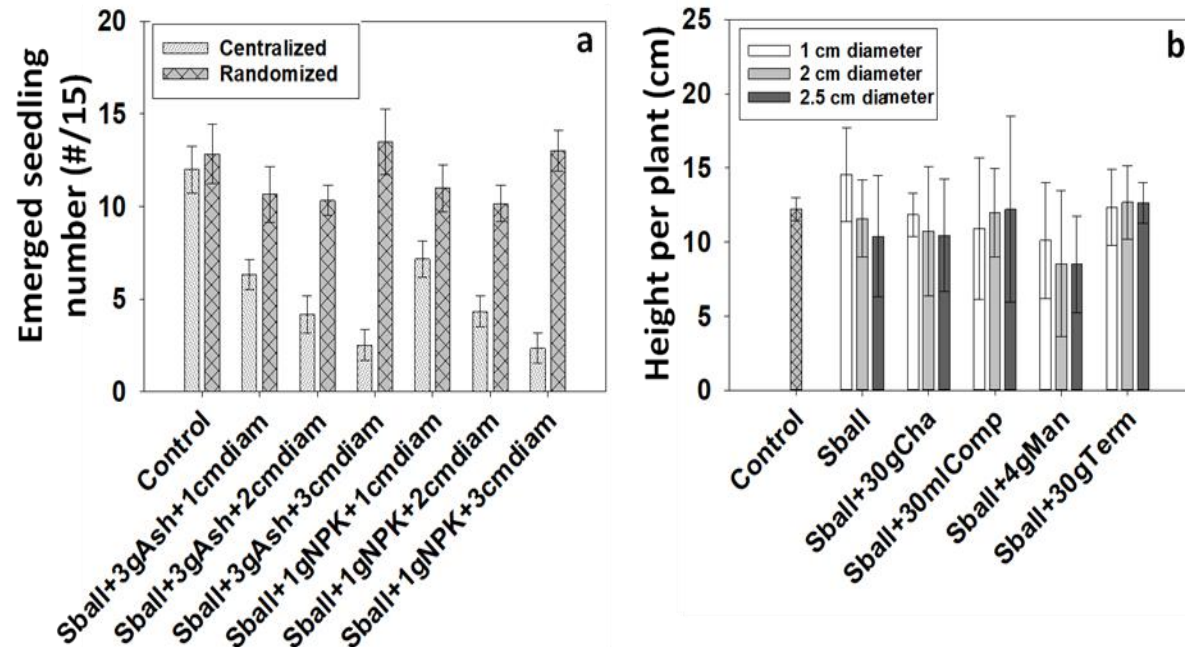 Emerged seedling
number (#/15)
20
15
10
5
0
Centralized
Randomized
a
Control
Sball+3gAsh+1cmdiam
Sball+3gAsh+2cmdiam
Sball+3gAsh+3cmdiam
Sball+1gNPK+1cmdiam
Sball+1gNPK+2cmdiam
Sball+1gNPK+3cmdiam
Height per plant (cm)
25
20
15
10
5
0
1 cm diameter
2 cm diameter
2.5 cm diameter
b
Control
Sball
Sball+30gCha
Sball+30mlComp
Sball+4gMan
Sball+30gTerm